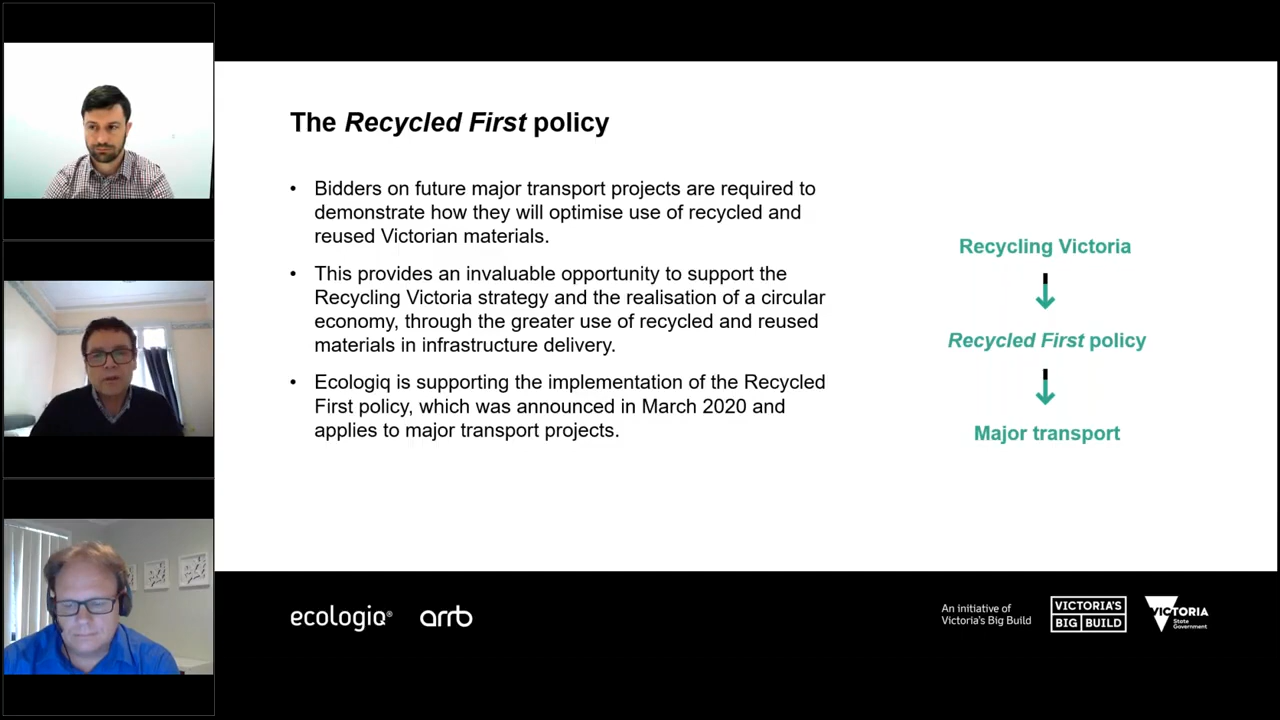 The Recycled First policy
• Bidders on future major transport projects are required to
demonstrate how they will optimise use of recycled and
reused Victorian materials.
• This provides an invaluable opportunity to support the
Recycling Victoria strategy and the realisation of a circular
economy, through the greater use of recycled and reused
materials in infrastructure delivery.
• Ecologiq is supporting the implementation of the Recycled
First policy, which was announced in March 2020 and
applies to major transport projects.
Recycling Victoria
Recycled First policy
Major transport
ecologiq®
arrb
An initiative of
Victoria's Big Build
VICTORIA'S
BIG BUILD
VICTORIA
State
Government